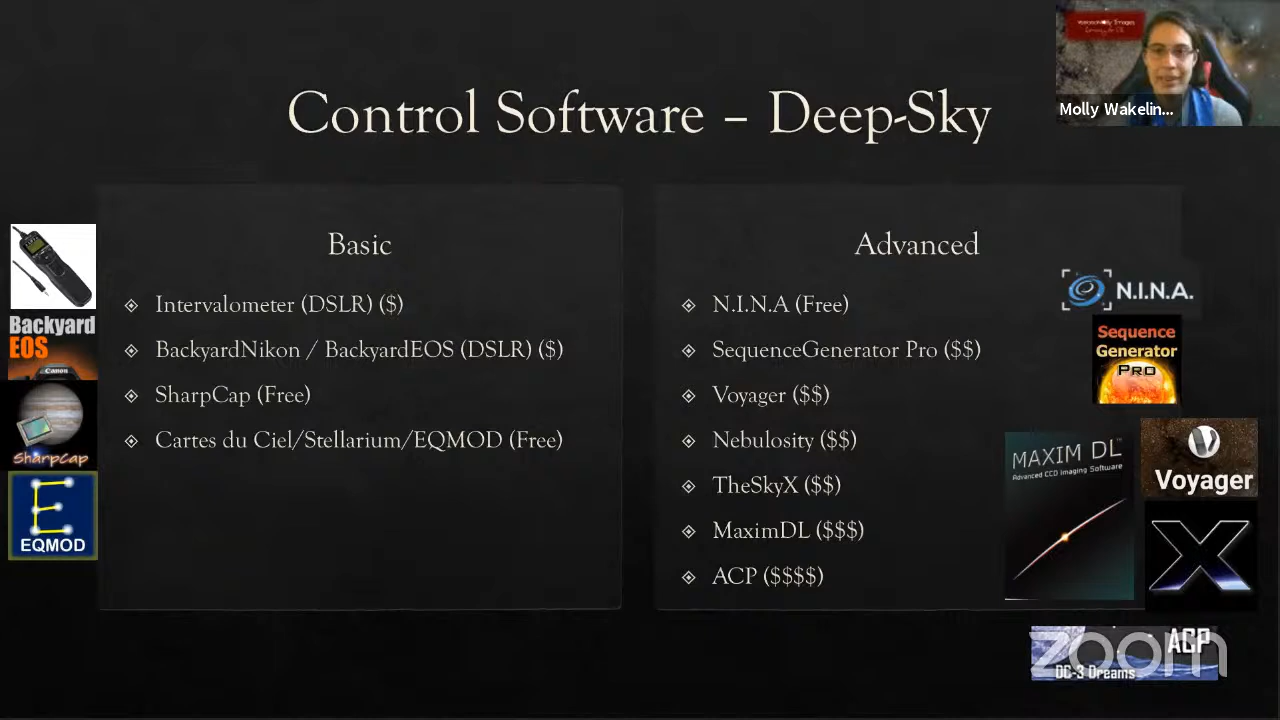 Control Software – Deep-Sky
Molly Wakelin...
Basic
Intervalometer (DSLR) ($)
BackyardNikon / BackyardEOS (DSLR) ($)
SharpCap (Free)
Cartes du Ciel/Stellarium/EQMOD (Free)
Advanced
N.I.N.A (Free)
SequenceGenerator Pro ($$)
Voyager ($$)
Nebulosity ($$)
TheSkyX ($$)
MaximDL ($$$)
ACP ($$$$)
Backyard
EOS
Canon
SharpCap
EQMOD
N.I.N.A.
Sequence
Generator
PRO
MAXIM DL™
Advanced CCD Imaging Software
Voyager
X
ACP
DC-3 Dreams
zoom